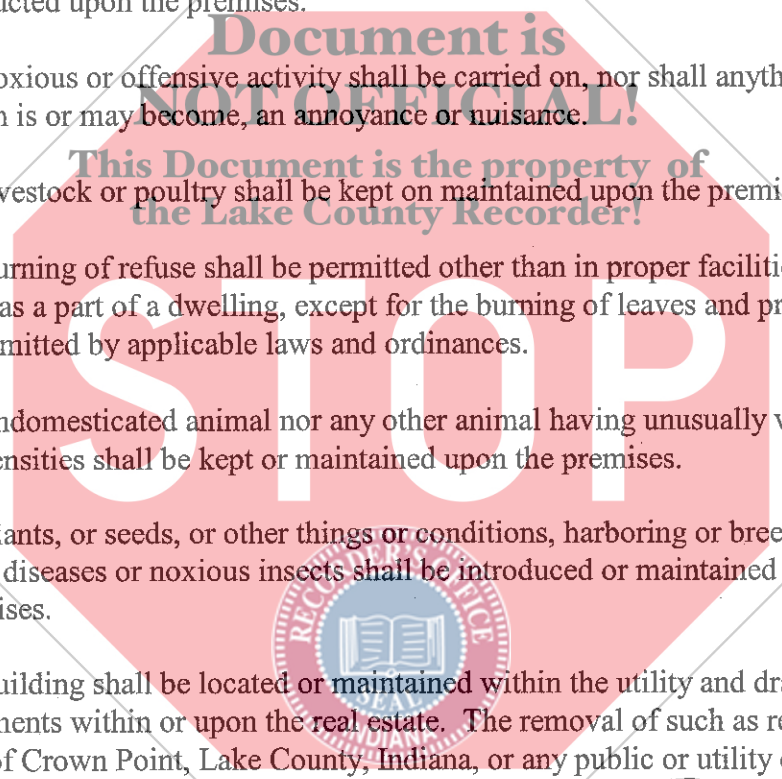 ucted upon the premises.
Document is
oxious or offensive activity shall be carried on, nor shall anyth
NOT OFFICIAL!
n is or may become, an annoyance or nuisance.
This Document is the property of
vestock or poultry shall be kept on maintained upon the premi
the Lake County Recorder!
urning of refuse shall be permitted other than in proper faciliti
as a part of a dwelling, except for the burning of leaves and pr
mitted by applicable laws and ordinances.
STOP
ndomesticated animal nor any other animal having unusually v
ensities shall be kept or maintained upon the premises.
lants, or seeds, or other things or conditions, harboring or bree
diseases or noxious insects shall be introduced or maintained
ises.
RECORDER'S OFFICE
uilding shall be located or maintained within the utility and dra
SEAL
nents within or upon the real estate. The removal of such as re
INDIANA
of Crown Point, Lake County, Indiana, or any public or utility